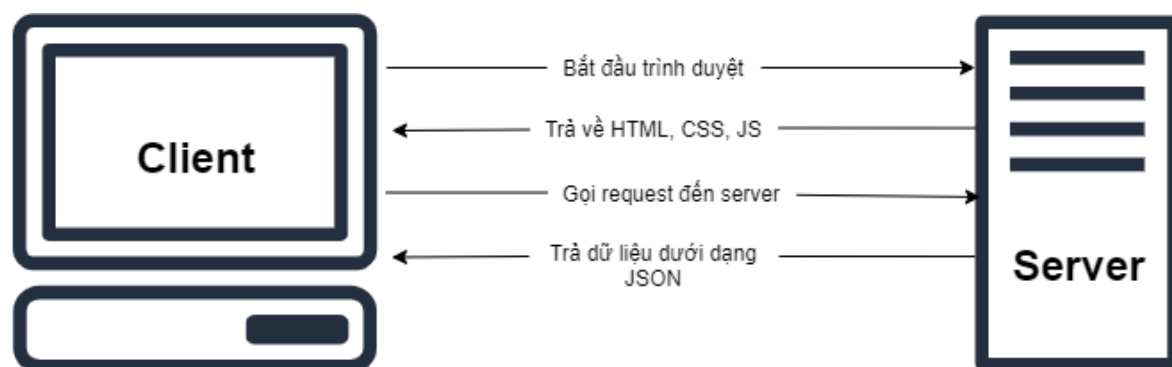 Bắt đầu trình duyệt
Trả về HTML, CSS, JS
Client
Gọi request đến server
Trả dữ liệu dưới dạng
JSON
Server